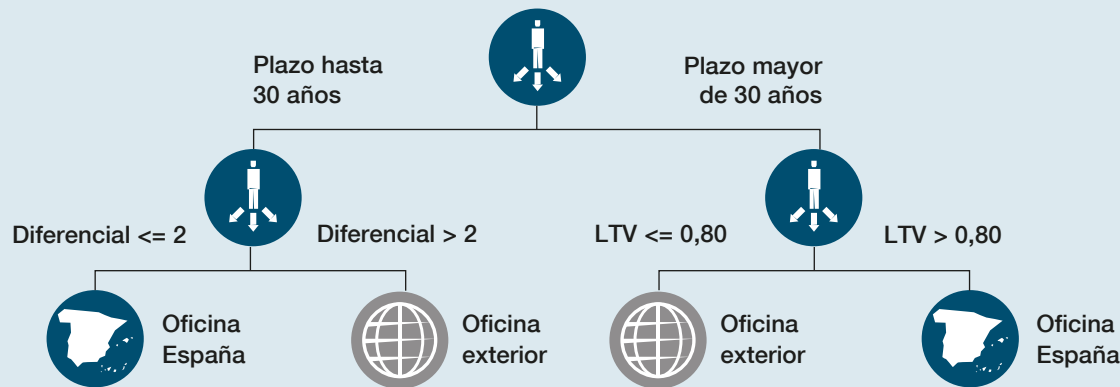 Plazo hasta
30 años
Plazo mayor
de 30 años
Diferencial <= 2
Diferencial > 2
LTV <= 0,80
LTV > 0,80
Oficina
España
Oficina
exterior
Oficina
exterior
Oficina
España